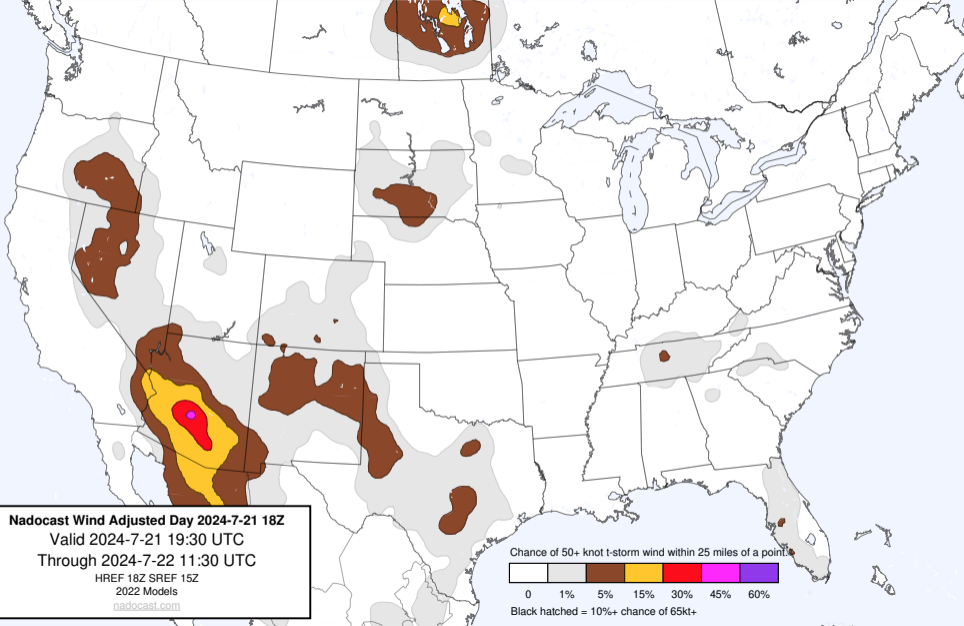 Nadocast Wind Adjusted Day 2024-7-21 18Z
Valid 2024-7-21 19:30 UTC
Through 2024-7-22 11:30 UTC
HREF 18Z SREF 15Z
2022 Models
nadocast.com
Chance of 50+ knot t-storm wind within 25 miles of a point.
0 1% 5% 15% 30% 45% 60%
Black hatched = 10%+ chance of 65kt+